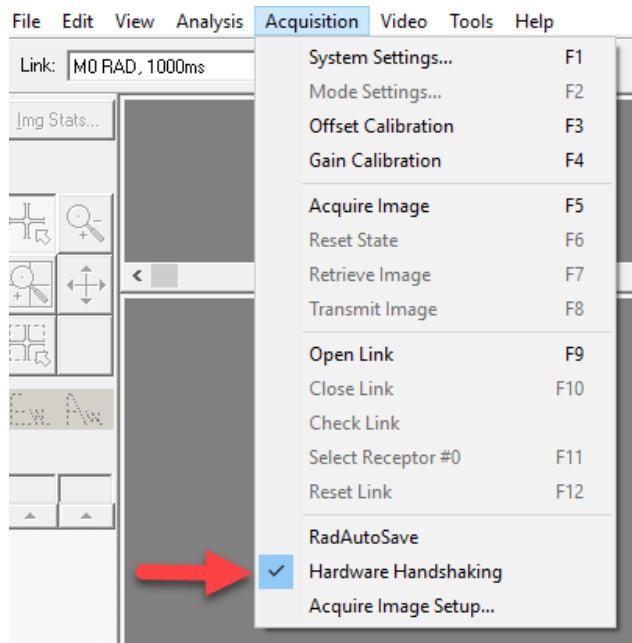 File Edit View Analysis Acquisition Video Tools Help
Link: M0 RAD, 1000ms
Img Stats...
System Settings... F1
Mode Settings... F2
Offset Calibration F3
Gain Calibration F4
Acquire Image F5
Reset State F6
Retrieve Image F7
Transmit Image F8
Open Link F9
Close Link F10
Check Link
Select Receptor #0 F11
Reset Link F12
RadAutoSave
Hardware Handshaking
Acquire Image Setup...